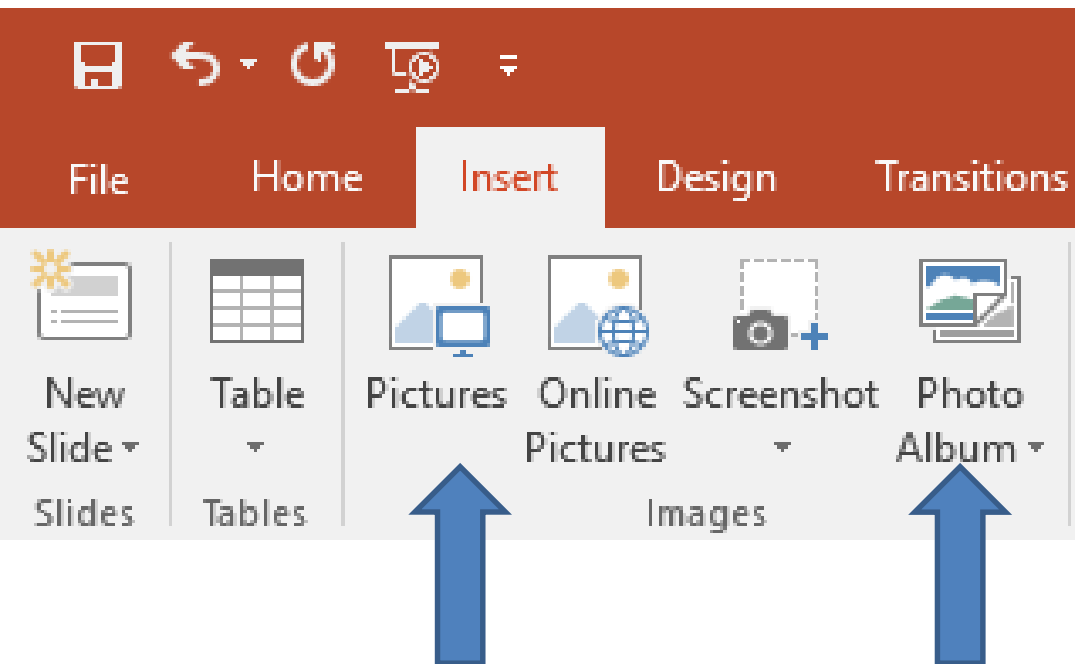 File Home Insert Design Transitions
New Table Pictures Online Screenshot Photo
Slide Pictures Album
Slides Tables Images